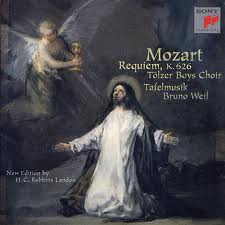 SONY
CLASSICAL
Mozart
Requiem, K. 626
Tölzer Boys Choir
Tafelmusik
Bruno Weil
New Edition by
H. C. Robbins Landon